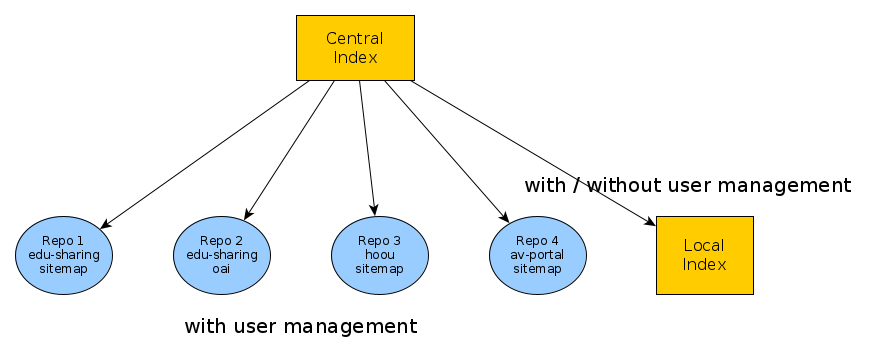 Central
Index
with / without user management
Repo 1
edu-sharing
sitemap
Repo 2
edu-sharing
oai
Repo 3
hoou
sitemap
Repo 4
av-portal
sitemap
Local
Index
with user management